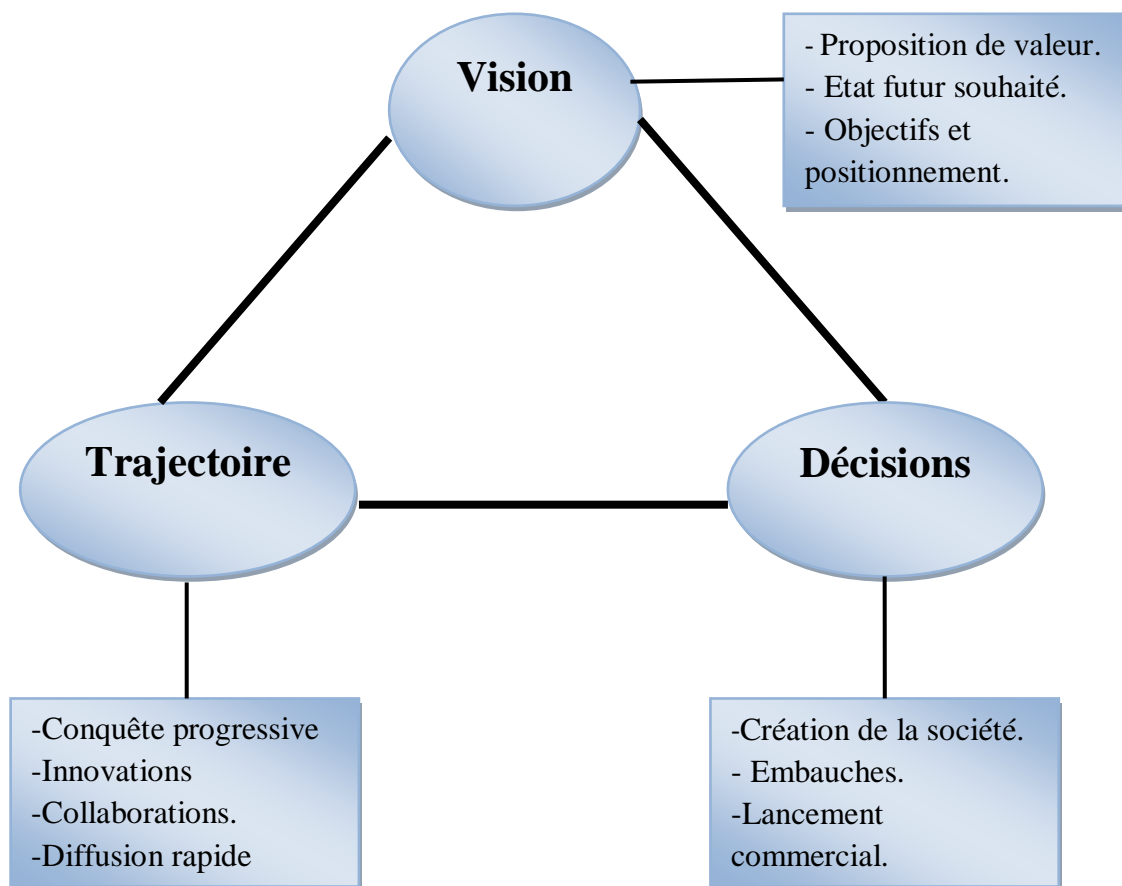 Vision
- Proposition de valeur.
- Etat futur souhaité.
- Objectifs et
positionnement.
Trajectoire
Décisions
-Conquête progressive
-Innovations
-Collaborations.
-Diffusion rapide
-Création de la société.
- Embauches.
-Lancement
commercial.